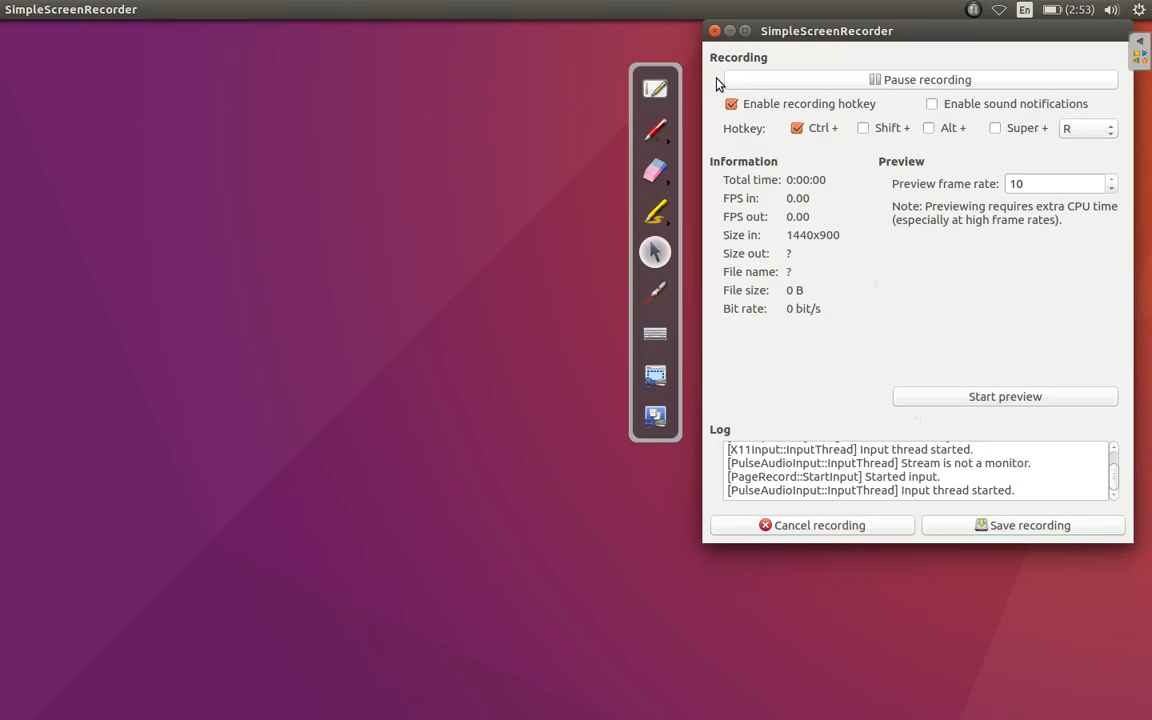 SimpleScreenRecorder
En
(2:53)
SimpleScreenRecorder
Recording
Pause recording
Enable recording hotkey
Enable sound notifications
Hotkey:
Ctrl +
Shift +
Alt +
Super +
R
Information
Total time: 0:00:00
FPS in: 0.00
FPS out: 0.00
Size in: 1440x900
Size out: ?
File name: ?
File size: 0 B
Bit rate: 0 bit/s
Preview
Preview frame rate: 10
Note: Previewing requires extra CPU time
(especially at high frame rates).
Start preview
Log
[X11Input::InputThread] Input thread started.
[PulseAudioInput::InputThread] Stream is not a monitor.
[PageRecord::StartInput] Started input.
[PulseAudioInput::InputThread] Input thread started.
Cancel recording
Save recording